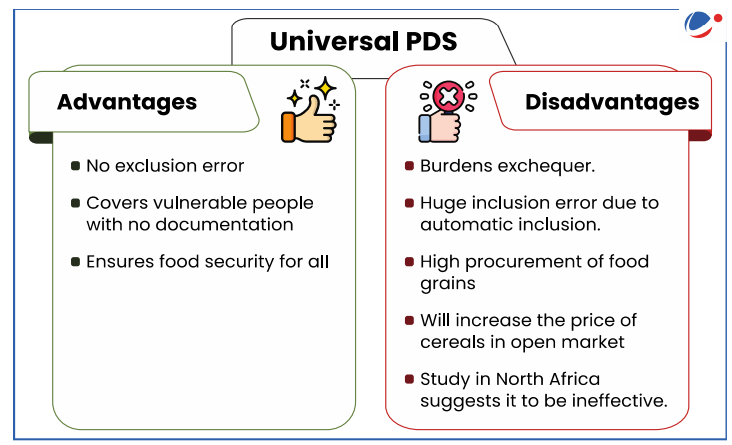 Universal PDS
Advantages
No exclusion error
Covers vulnerable people
with no documentation
Ensures food security for all
Disadvantages
Burdens exchequer.
Huge inclusion error due to
automatic inclusion.
High procurement of food
grains
Will increase the price of
cereals in open market
Study in North Africa
suggests it to be ineffective.